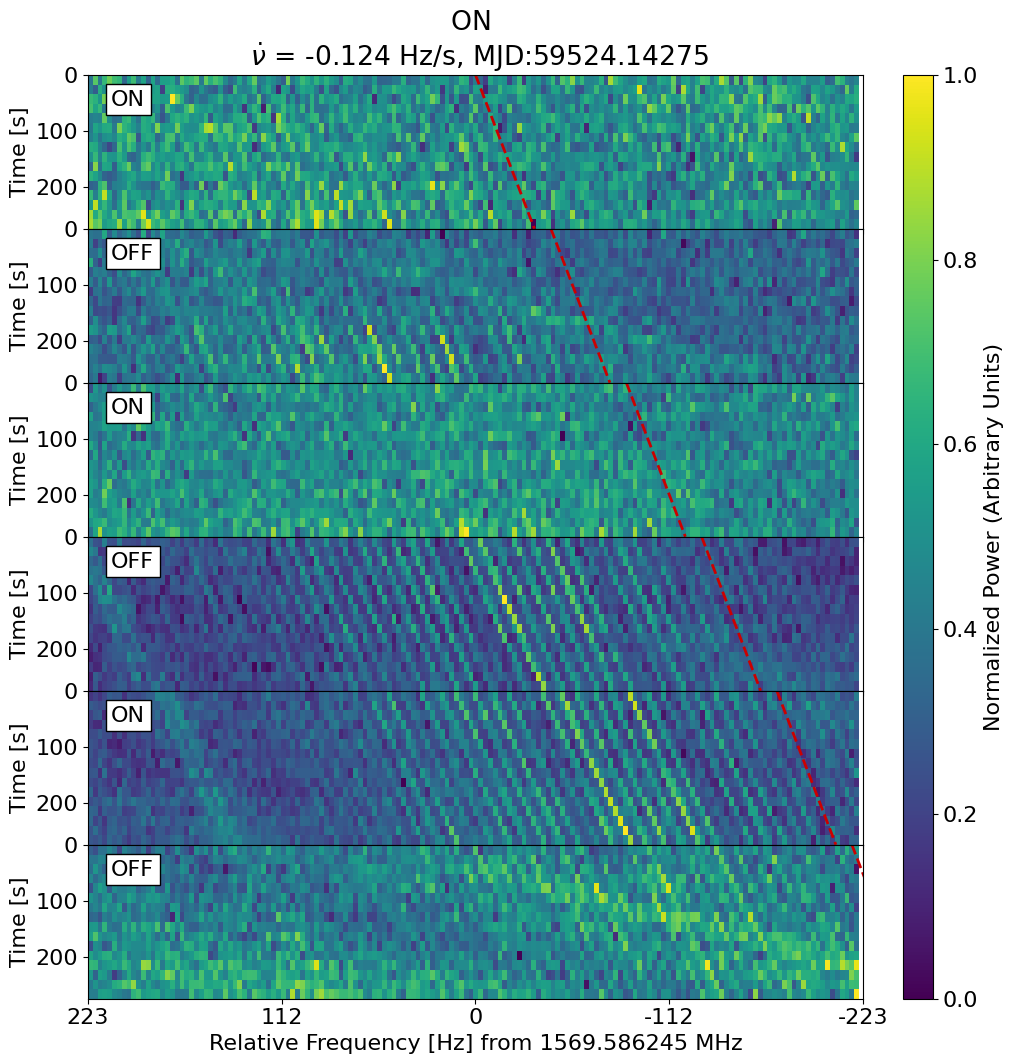 ON
ν̇ = -0.124 Hz/s, MJD:59524.14275
0
ON
Time [s]
100
200
0
OFF
Time [s]
100
200
0
ON
Time [s]
100
200
0
OFF
Time [s]
100
200
0
ON
Time [s]
100
200
0
OFF
Time [s]
100
200
223 112 0 -112 -223
Relative Frequency [Hz] from 1569.586245 MHz
1.0
0.8
0.6
0.4
0.2
0.0
Normalized Power (Arbitrary Units)